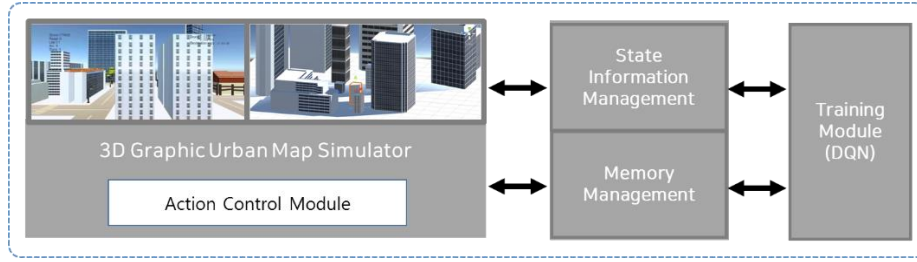 3D Graphic Urban Map Simulator
Action Control Module
State
Information
Management
Memory
Management
Training
Module
(DQN)